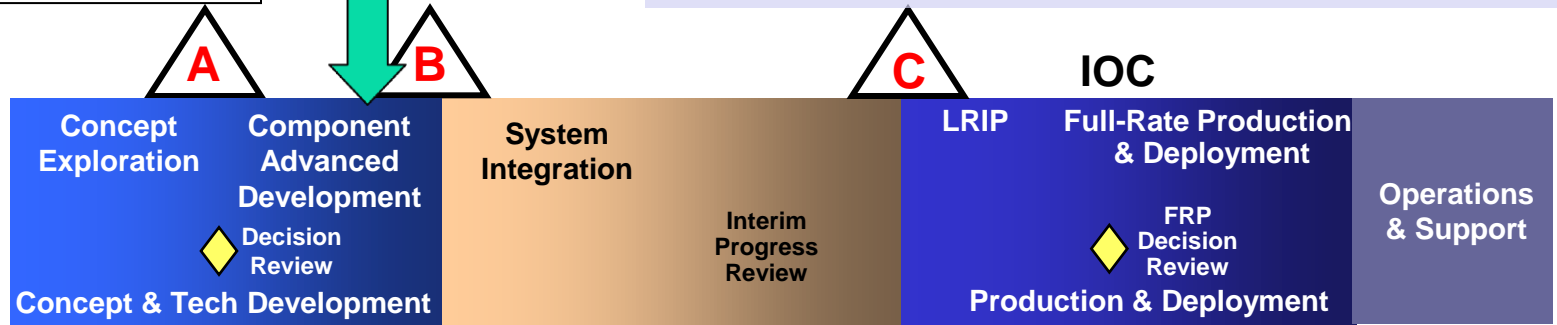 A
B
C
IOC
Concept
Exploration
Component
Advanced
Development
Decision
Review
Concept & Tech Development
System
Integration
Interim
Progress
Review
LRIP
Full-Rate Production
& Deployment
FRP
Decision
Review
Production & Deployment
Operations
& Support